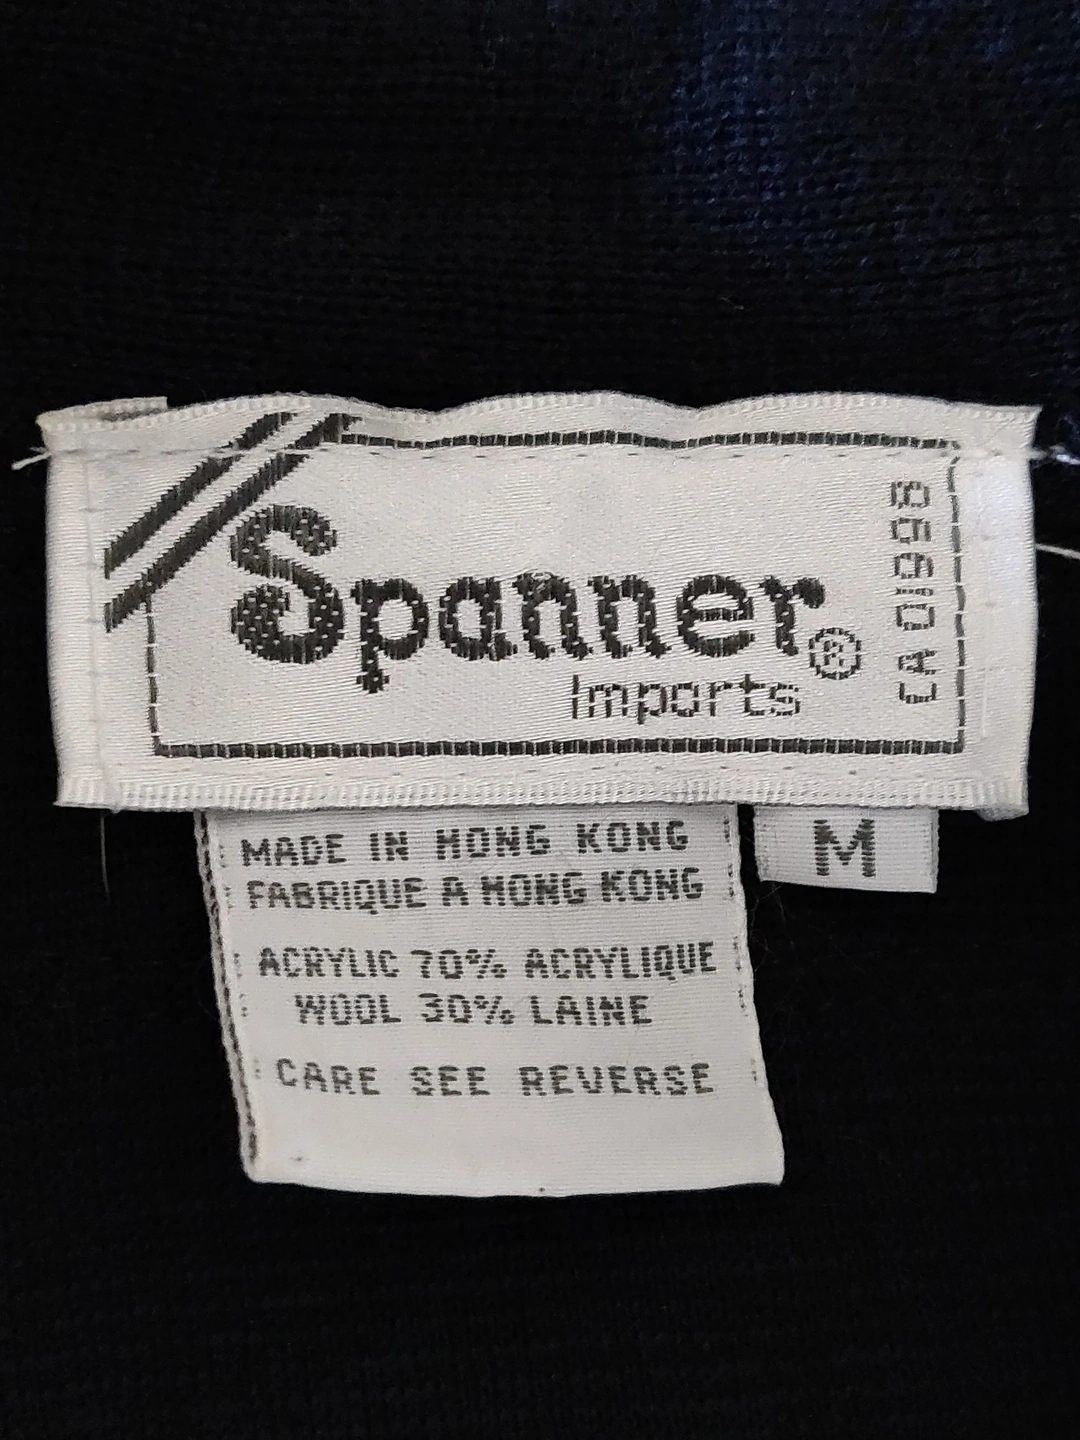 Spanner®
Imports
CA 01998
MADE IN HONG KONG
FABRIQUE A HONG KONG
ACRYLIC 70% ACRYLIQUE
WOOL 30% LAINE
CARE SEE REVERSE
M